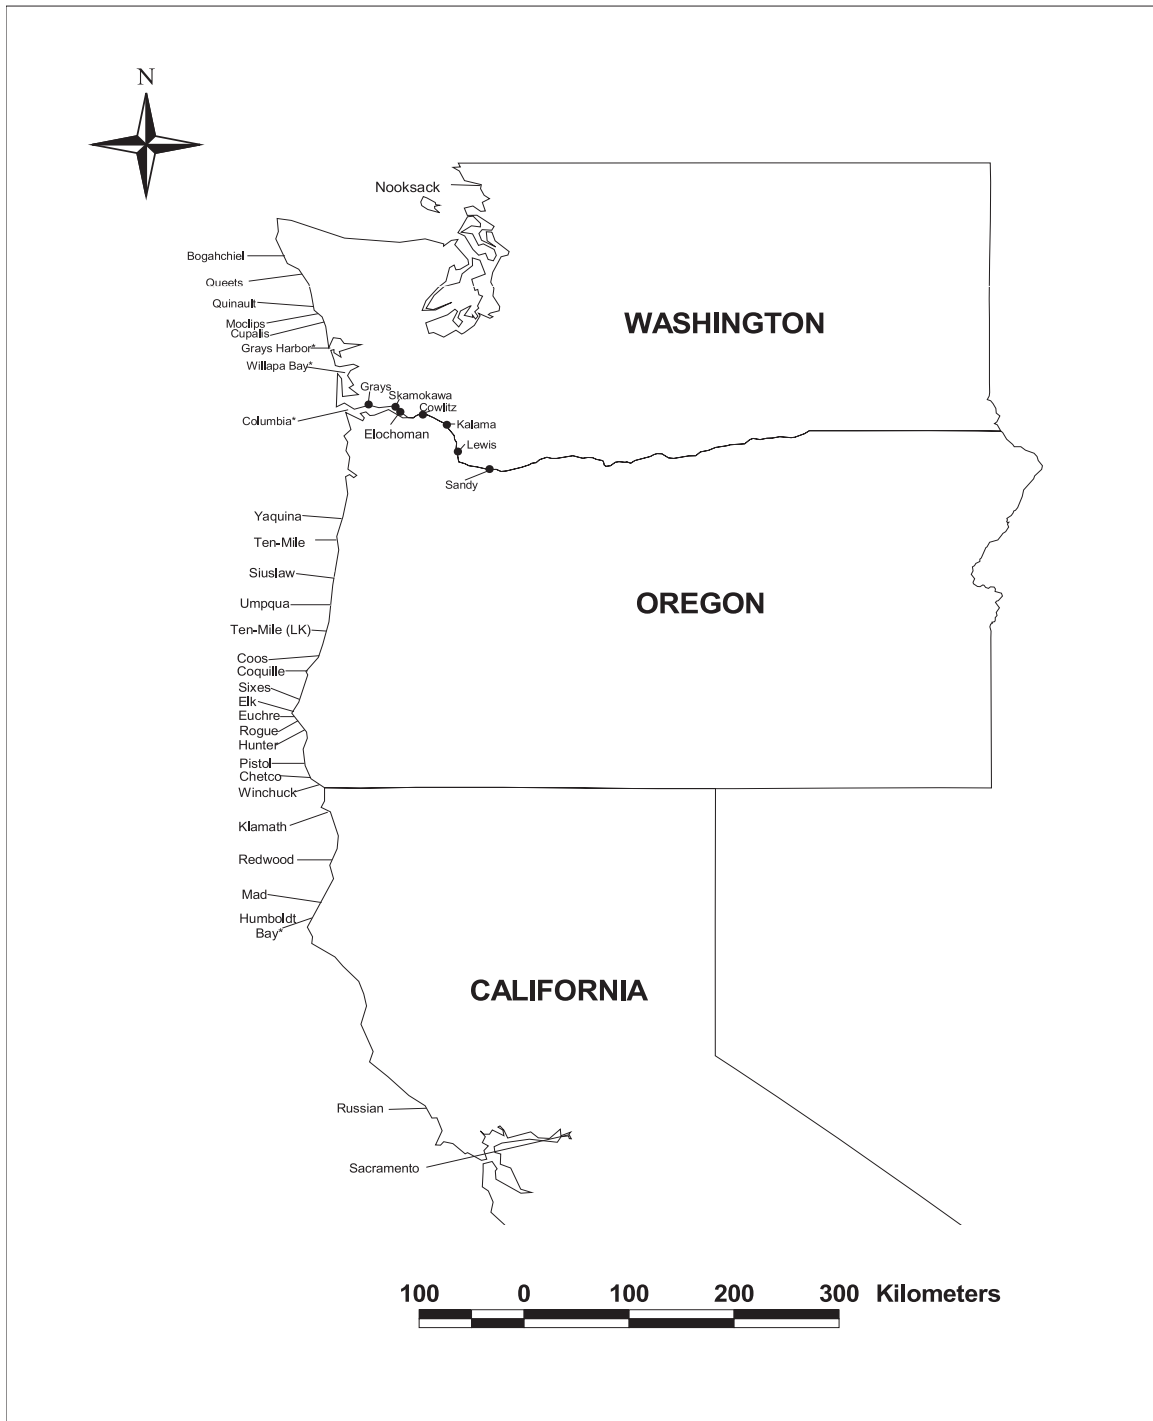 N
Nooksack
Bogahchiel
Queets
Quinault
WASHINGTON
Moclips
Cupalis
Grays Harbor*
Willapa Bay*
Grays
Skamokawa
Cowlitz
Columbia*
Kalama
Elochoman
Lewis
Sandy
Yaquina
Ten-Mile
Siuslaw
Umpqua
OREGON
Ten-Mile (LK)
Coos
Coquille
Sixes
Elk
Euchre
Rogue
Hunter
Pistol
Chetco
Winchuck
Klamath
Redwood
Mad
Humboldt
Bay*
CALIFORNIA
Russian
Sacramento
100 0 100 200 300 Kilometers